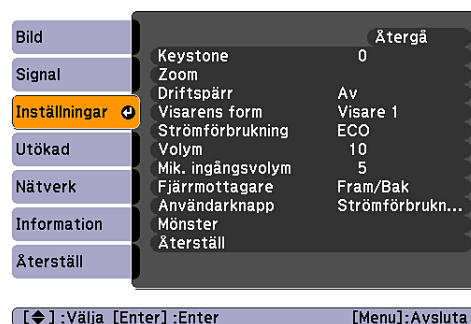 Bild
Signal
Inställningar
Utökad
Nätverk
Information
Återställ
Återgå
Keystone 0
Zoom
Driftspärr Av
Visarens form Visare 1
Strömförbrukning ECO
Volym 10
Mik. ingångsvolym 5
Fjärrmottagare Fram/Bak
Användarknapp Strömförbrukn...
Mönster
Återställ
[◆] :Välja [Enter] :Enter [Menu]:Avsluta